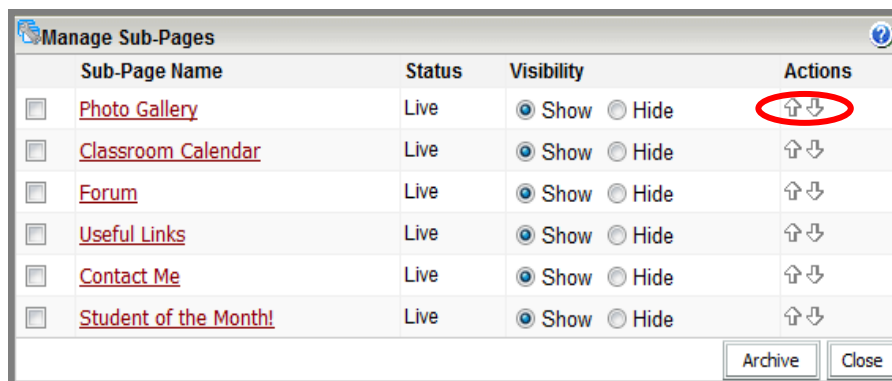 Manage Sub-Pages
Sub-Page Name Status Visibility Actions
Photo Gallery Live Show Hide
Classroom Calendar Live Show Hide
Forum Live Show Hide
Useful Links Live Show Hide
Contact Me Live Show Hide
Student of the Month! Live Show Hide
Archive Close